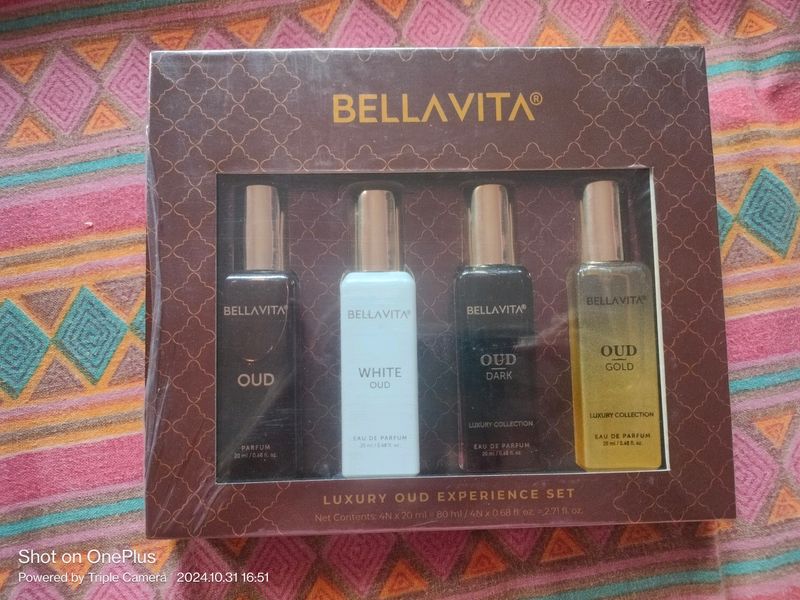 BELLAVITA®
BELLAVITA®
OUD
PARFUM
20 ml / 0.68 fl. oz.
BELLAVITA®
WHITE
OUD
EAU DE PARFUM
20 ml / 0.68 fl. oz.
BELLAVITA®
OUD
DARK
LUXURY COLLECTION
EAU DE PARFUM
20 ml / 0.68 fl. oz.
BELLAVITA®
OUD
GOLD
LUXURY COLLECTION
EAU DE PARFUM
20 ml / 0.68 fl. oz.
LUXURY OUD EXPERIENCE SET
Net Contents: 4N x 20 ml = 80 ml / 4N x 0.68 fl. oz. = 2.71 fl. oz.
Shot on OnePlus
Powered by Triple Camera 2024.10.31 16:51